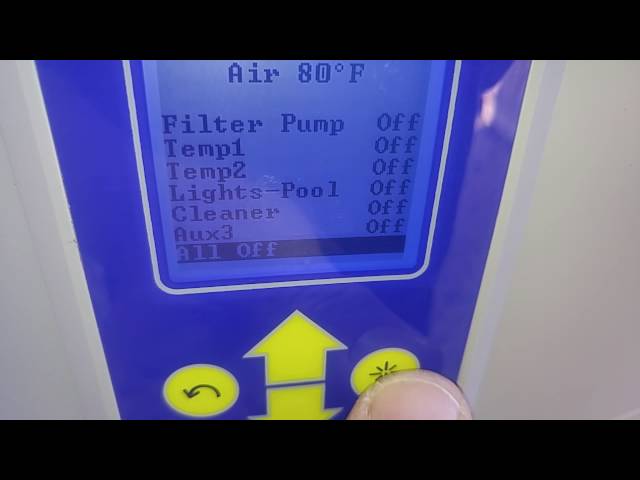 Air 80°F
Filter Pump Off
Temp1 Off
Temp2 Off
Lights-Pool Off
Cleaner Off
Aux3 Off
All Off